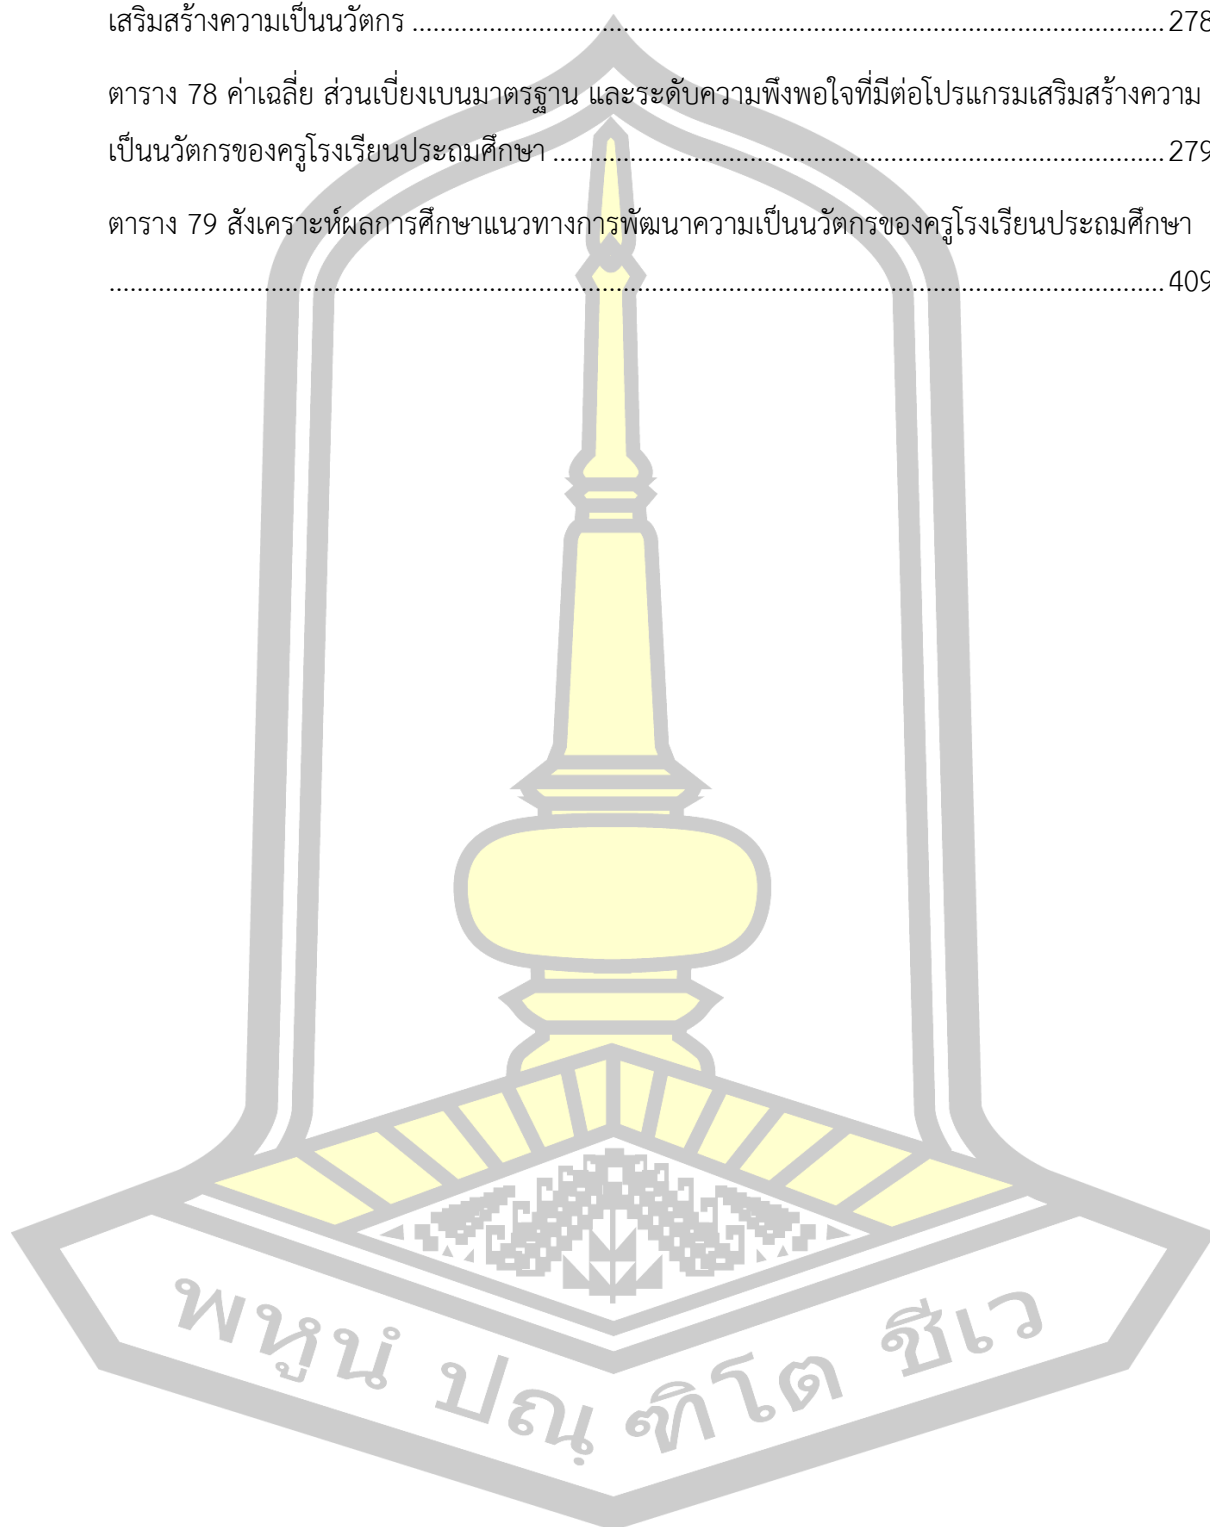 เสริมสร้างความเป็นนวัตกร ........................................................................................... 278
ตาราง 78 ค่าเฉลี่ย ส่วนเบี่ยงเบนมาตรฐาน และระดับความพึงพอใจที่มีต่อโปรแกรมเสริมสร้างความ
เป็นนวัตกรของครูโรงเรียนประถมศึกษา .......................................................................... 279
ตาราง 79 สังเคราะห์ผลการศึกษาแนวทางการพัฒนาความเป็นนวัตกรของครูโรงเรียนประถมศึกษา
................................................................................................................................ 409
พหูนํ ปณฺฑิโต ชีเว